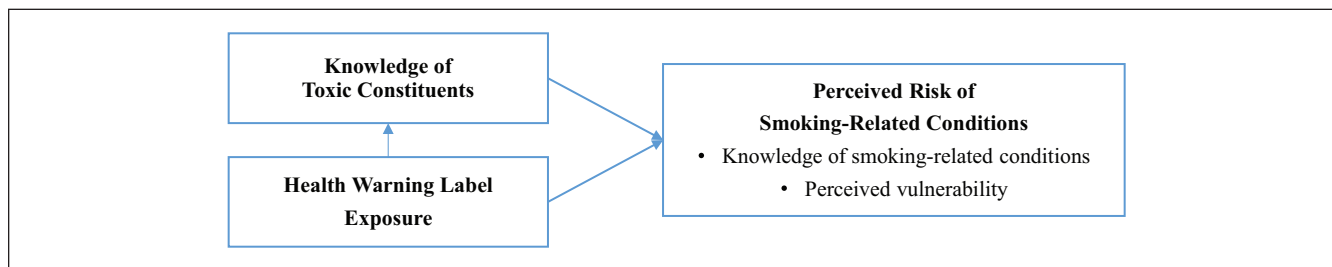 Knowledge of
Toxic Constituents
Health Warning Label
Exposure
Perceived Risk of
Smoking-Related Conditions
• Knowledge of smoking-related conditions
• Perceived vulnerability